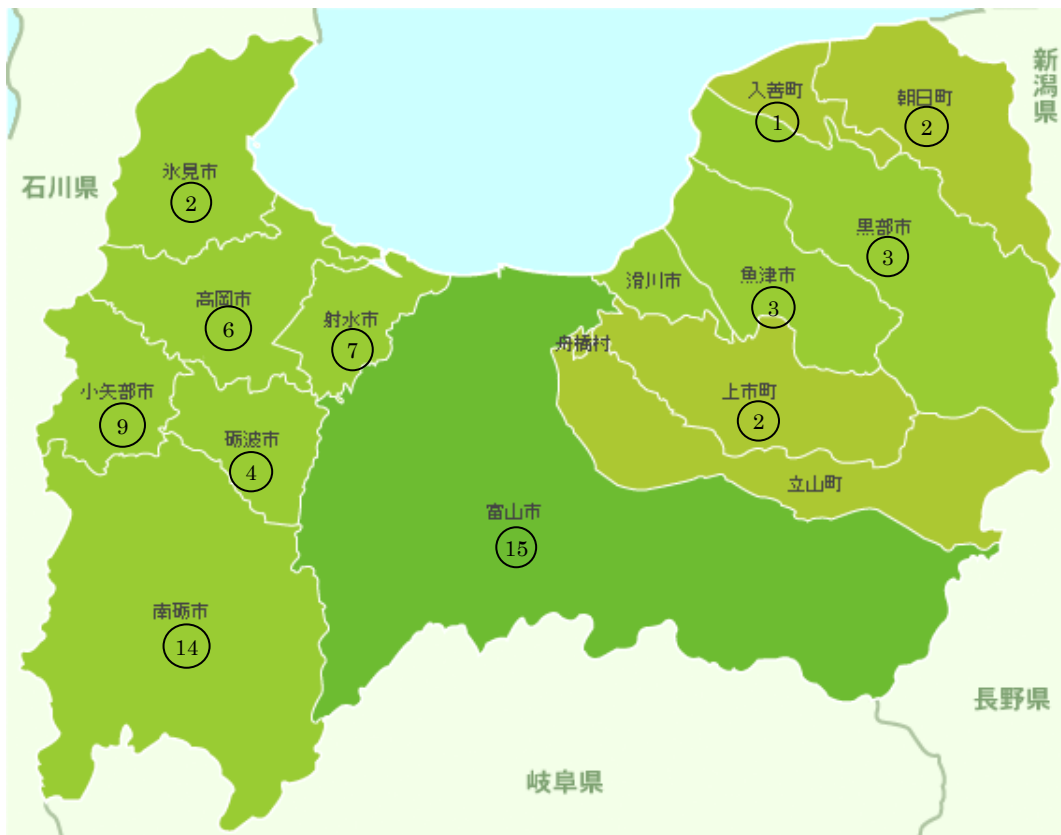 入善町
1
朝日町
2
新潟県
石川県
氷見市
2
黒部市
3
滑川市
魚津市
3
高岡市
6
射水市
7
舟橋村
小矢部市
9
上市町
2
砺波市
4
立山町
富山市
15
南砺市
14
長野県
岐阜県